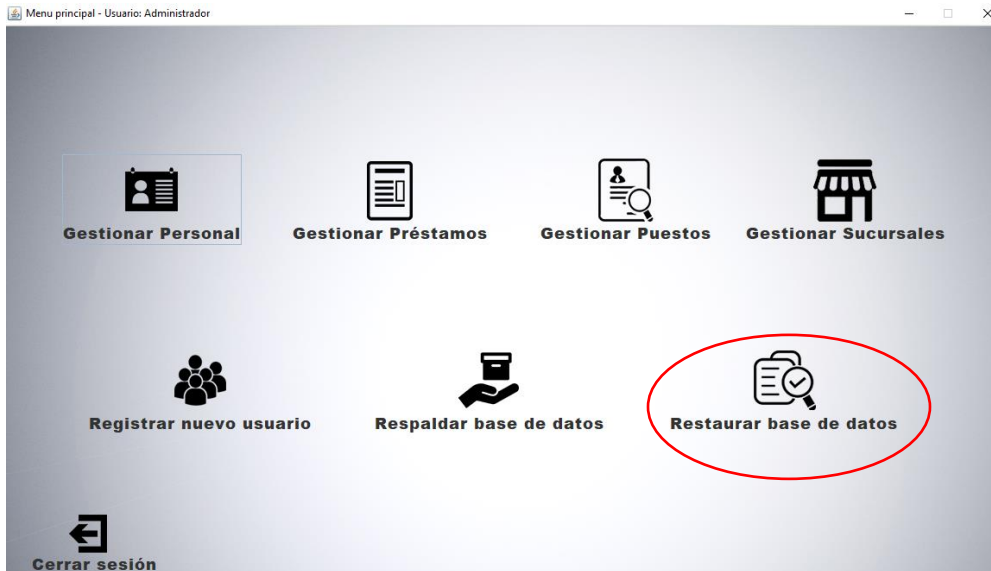 Menu principal - Usuario: Administrador
Gestionar Personal
Gestionar Préstamos
Gestionar Puestos
Gestionar Sucursales
Registrar nuevo usuario
Respaldar base de datos
Restaurar base de datos
Cerrar sesión